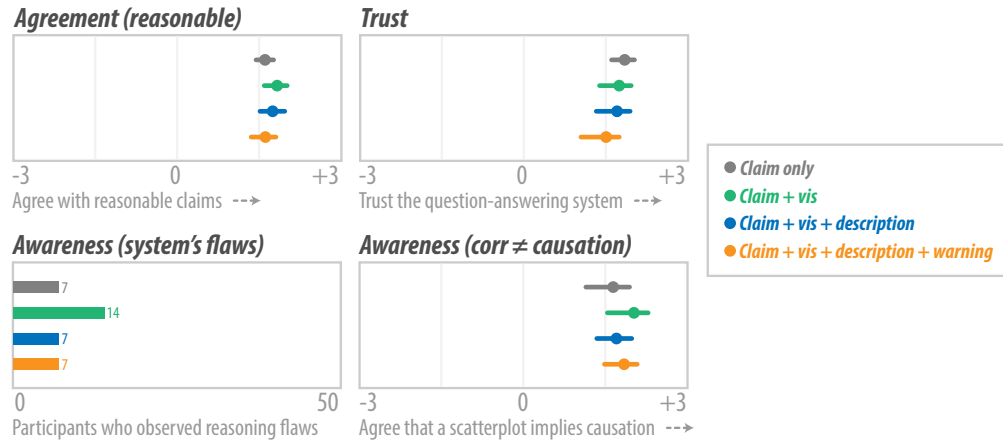 Agreement (reasonable)
-3 0 +3
Agree with reasonable claims
Trust
-3 0 +3
Trust the question-answering system
Claim only
Claim + vis
Claim + vis + description
Claim + vis + description + warning
Awareness (system's flaws)
7
14
7
7
0 50
Participants who observed reasoning flaws
Awareness (corr ≠ causation)
-3 0 +3
Agree that a scatterplot implies causation